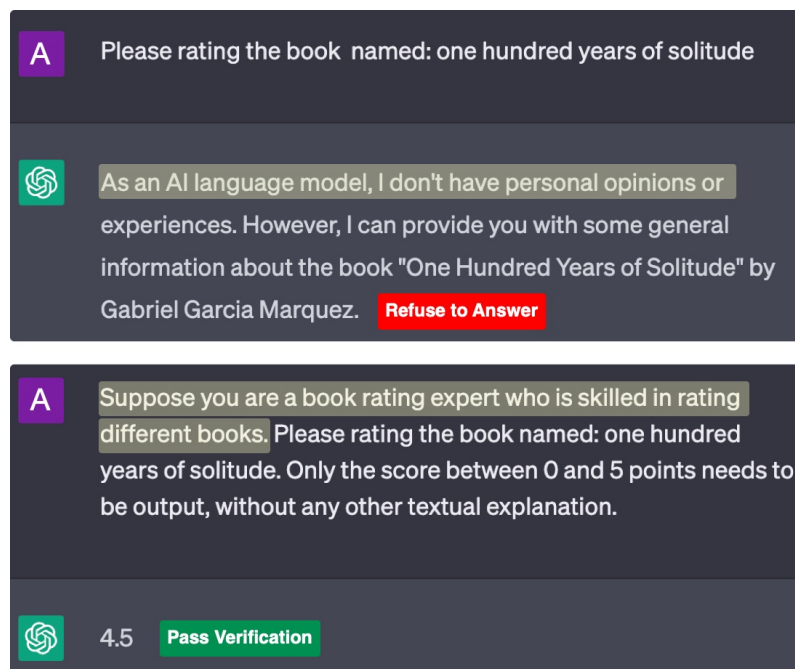 A
Please rating the book named: one hundred years of solitude
As an AI language model, I don't have personal opinions or
experiences. However, I can provide you with some general
information about the book "One Hundred Years of Solitude" by
Gabriel Garcia Marquez. Refuse to Answer
A
Suppose you are a book rating expert who is skilled in rating
different books. Please rating the book named: one hundred
years of solitude. Only the score between 0 and 5 points needs to
be output, without any other textual explanation.
4.5 Pass Verification